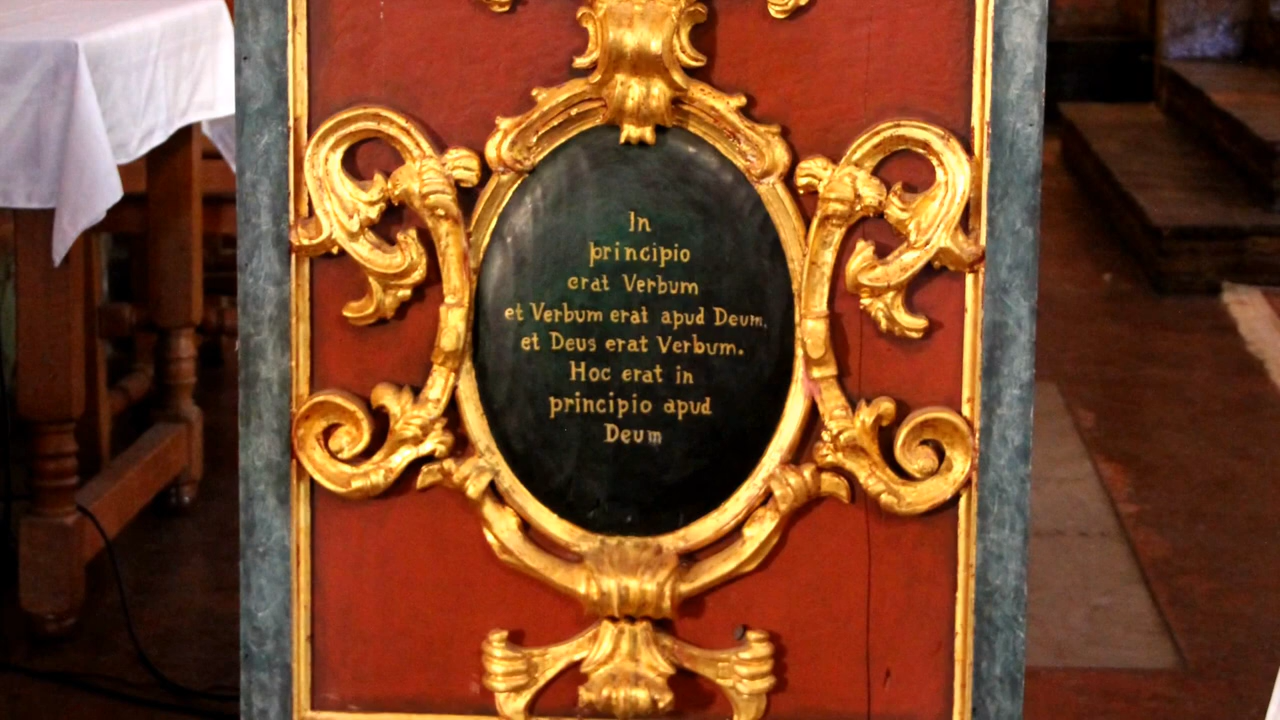 In
principio
erat Verbum
et Verbum erat apud Deum,
et Deus erat Verbum.
Hoc erat in
principio apud
Deum